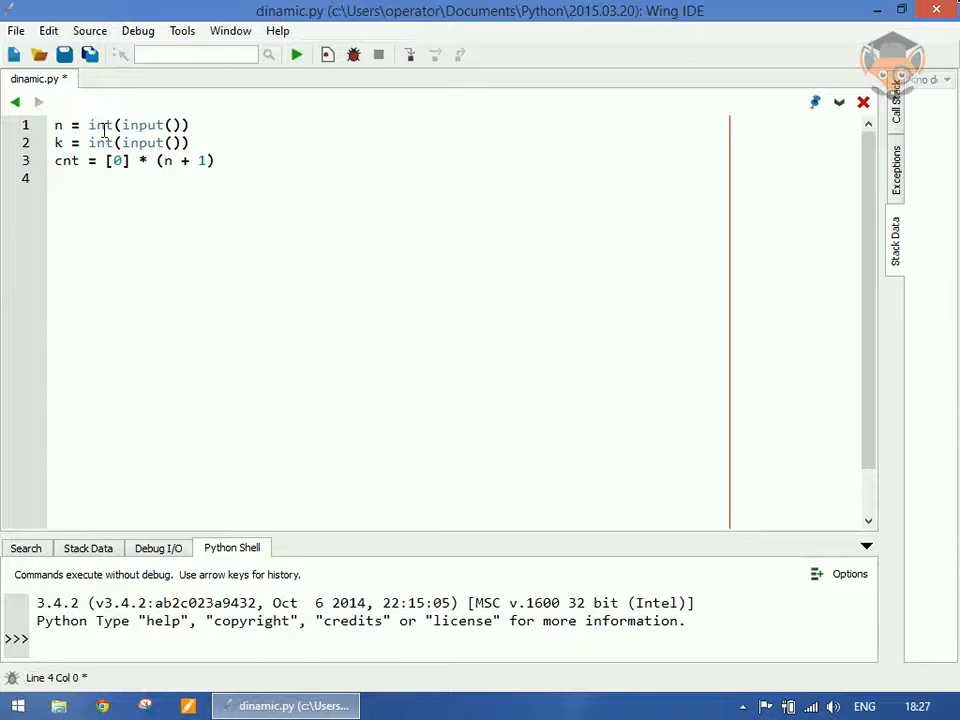 dinamic.py (c:\Users\operator\Documents\Python\2015.03.20): Wing IDE
File Edit Source Debug Tools Window Help
dinamic.py *
<no d
1 n = int(input())
2 k = int(input())
3 cnt = [0] * (n + 1)
4
Call Stack
Exceptions
Stack Data
Search Stack Data Debug I/O Python Shell
Commands execute without debug. Use arrow keys for history.
Options
3.4.2 (v3.4.2:ab2c023a9432, Oct 6 2014, 22:15:05) [MSC v.1600 32 bit (Intel)]
Python Type "help", "copyright", "credits" or "license" for more information.
>>>
Line 4 Col 0 *
dinamic.py (c:\Users...
ENG
18:27